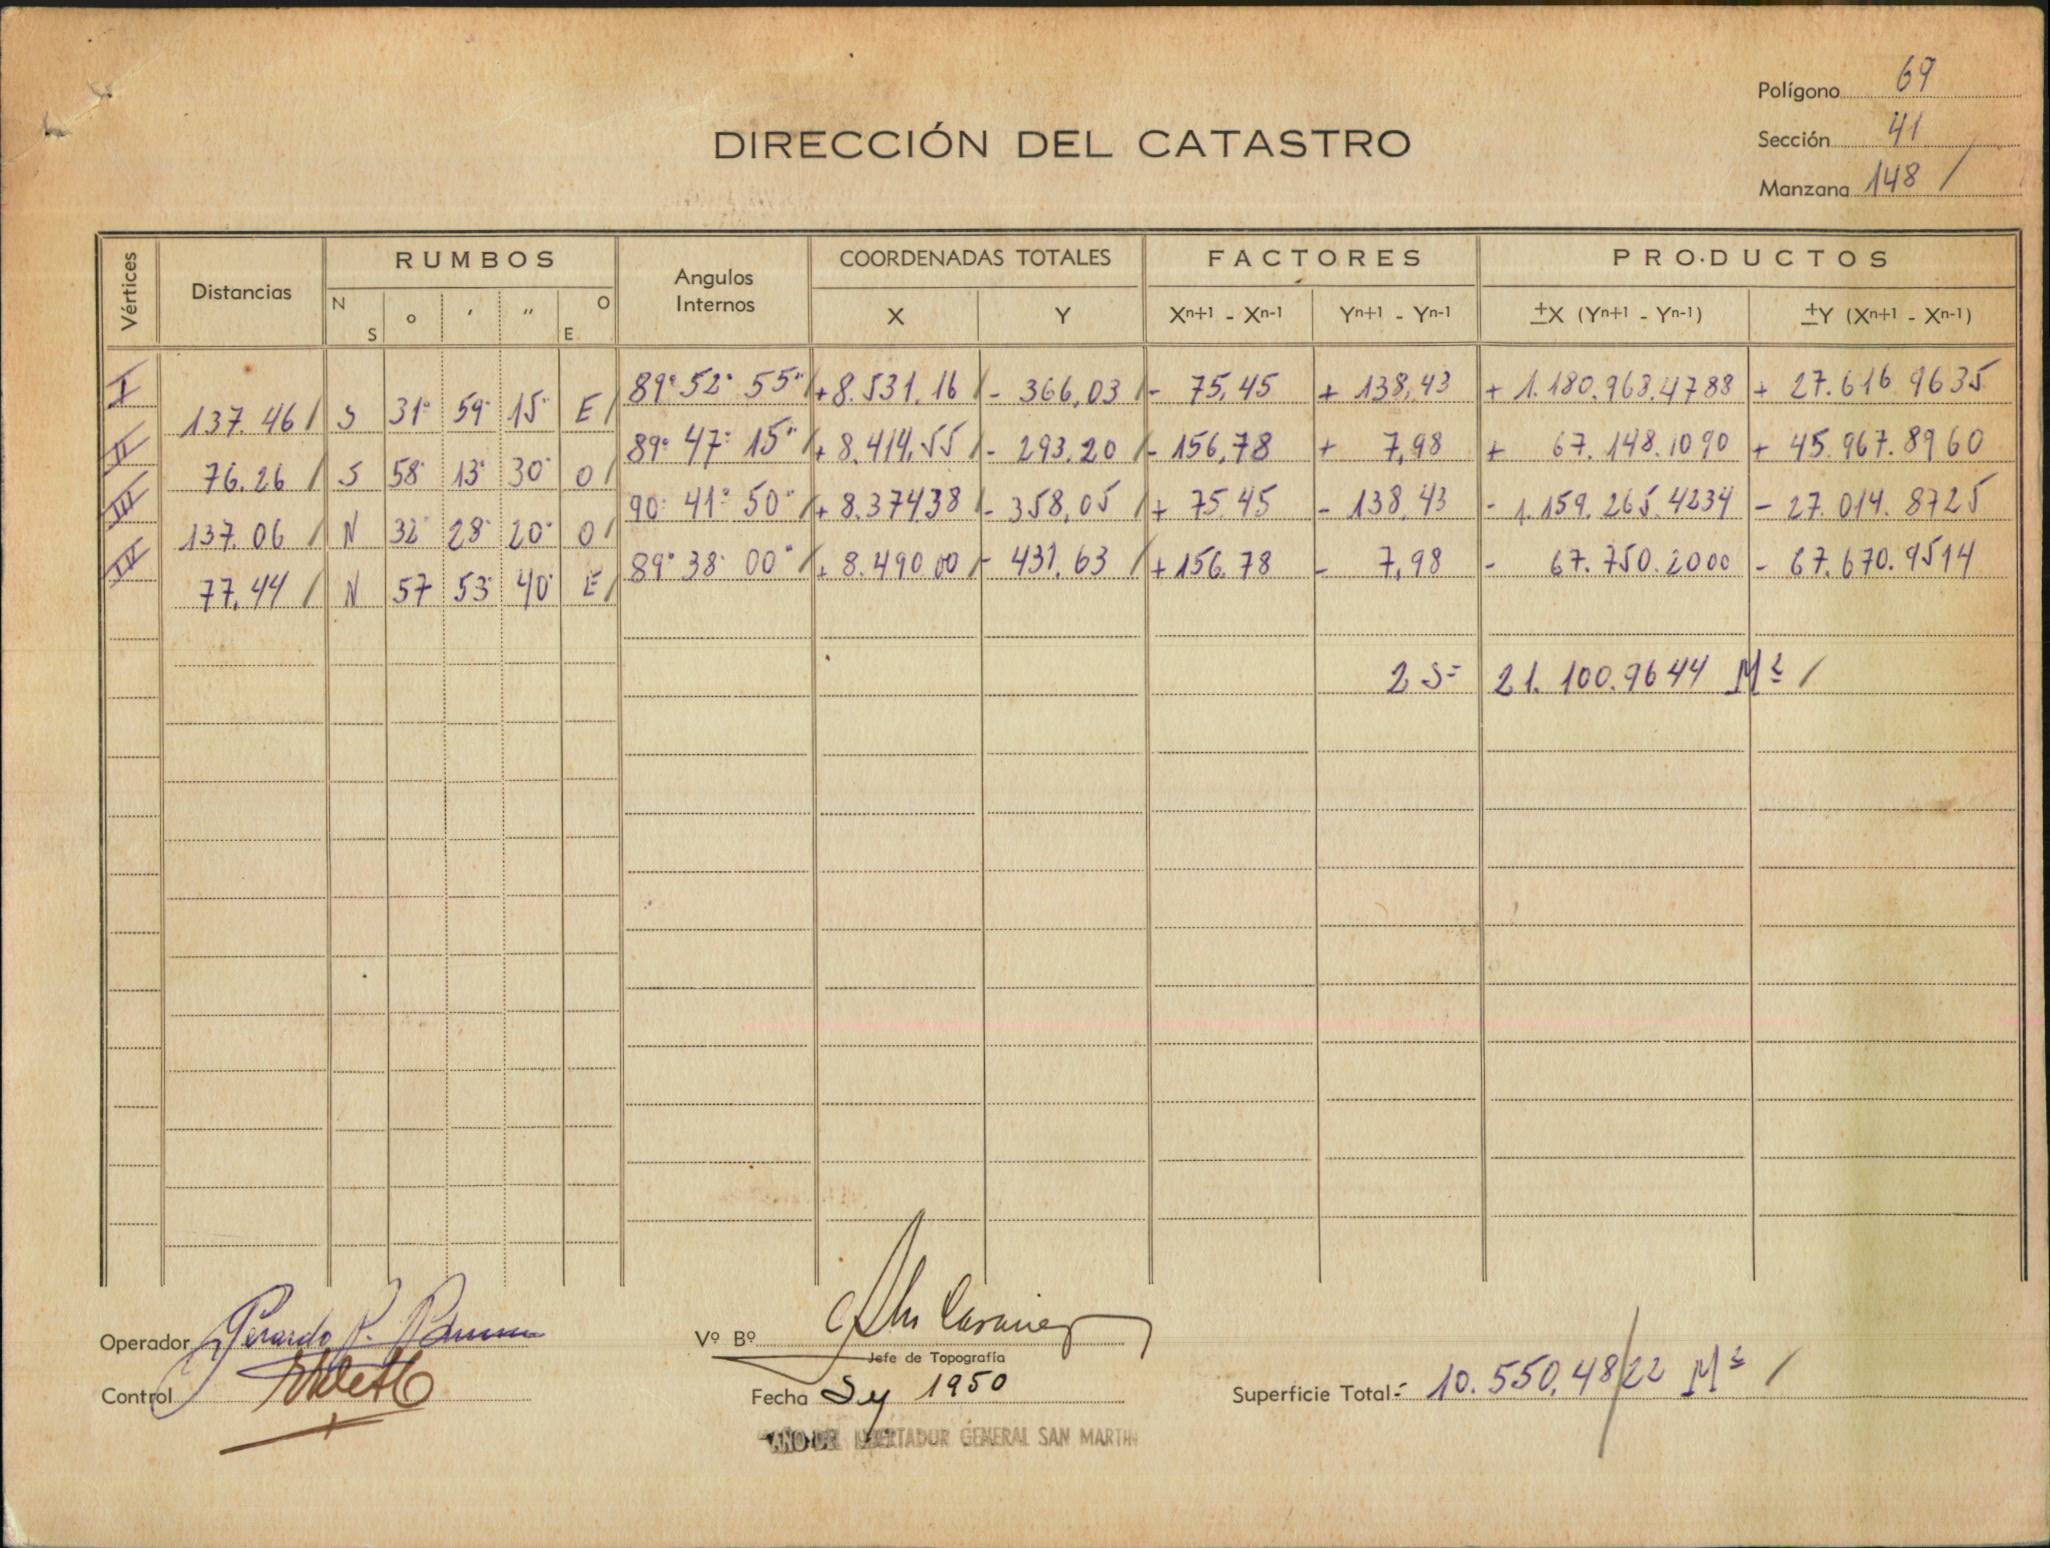 Polígono 69
Sección 41
Manzana 148 /
DIRECCIÓN DEL CATASTRO
Vértices Distancias RUMBOS Angulos Internos COORDENADAS TOTALES FACTORES PRODUCTOS
N S ° ' " O E X Y Xn+1 - Xn-1 Yn+1 - Yn-1 ±X (Yn+1 - Yn-1) ±Y (Xn+1 - Xn-1)
I 89° 52' 55" / + 8.531.16 / - 366,03 / - 75,45 + 138,43 + 1.180.968.4788 + 27.616.9635
137.46 / S 31° 59' 15" E /
II 89° 47' 15" / + 8.414,55 / - 293.20 / - 156,78 + 7,98 + 67.148.1090 + 45.967.8960
76.26 / S 58° 13' 30" O /
III 90° 41' 50" / + 8.374,38 / - 358,05 / + 75.45 - 138,43 - 1.159.265.4234 - 27.014.8725
137.06 / N 32° 28' 20" O /
IV 89° 38' 00" / + 8.490.00 / - 431.63 / + 156.78 - 7,98 - 67.750.2000 - 67.670.9514
77.44 / N 57 53' 40" E /
2 S = 21.100.9644 M² /
Operador Gerardo P.
Vº Bº
Jefe de Topografía
Control
Fecha 1950
Superficie Total:- 10.550,48/22 M² /
AÑO DEL LIBERTADOR GENERAL SAN MARTIN